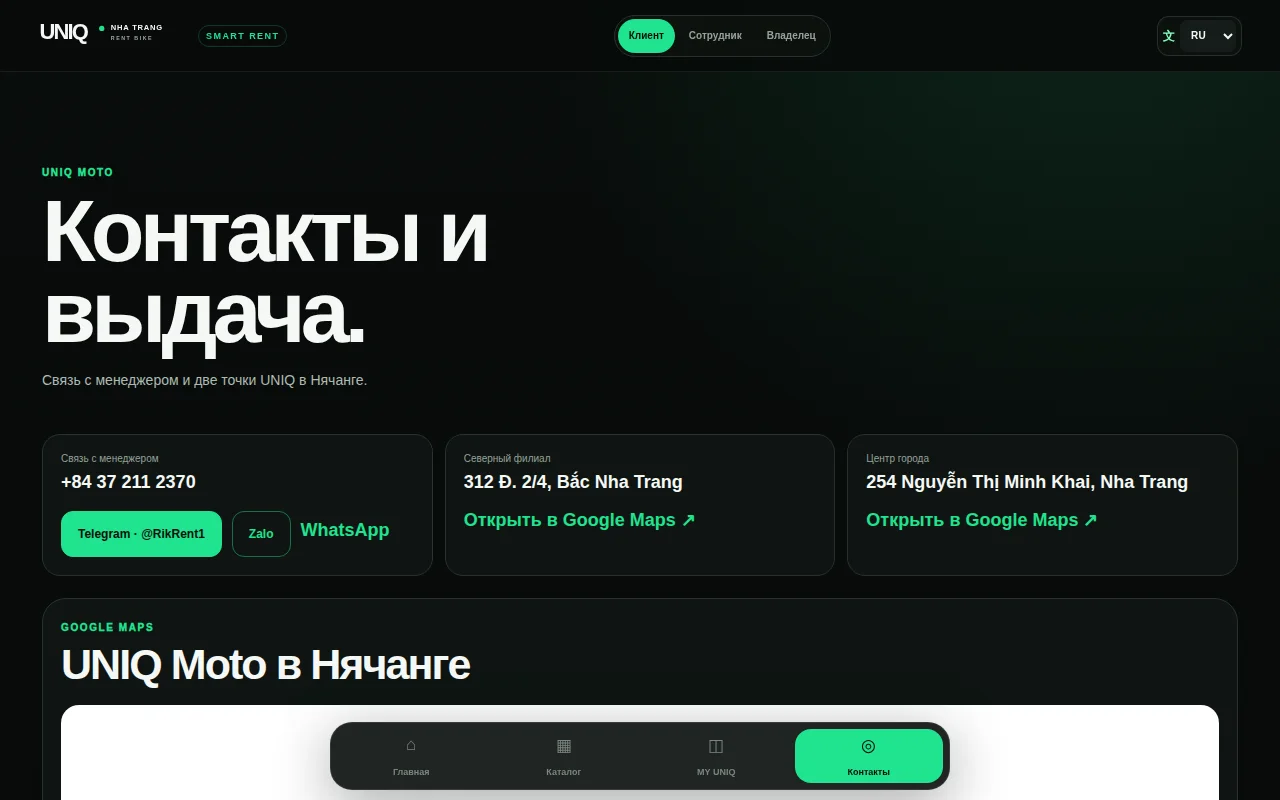 UNIQ
NHA TRANG
RENT BIKE
SMART RENT
Клиент
Сотрудник
Владелец
文
RU
UNIQ MOTO
Контакты и
выдача.
Связь с менеджером и две точки UNIQ в Нячанге.
Связь с менеджером
+84 37 211 2370
Telegram · @RikRent1
Zalo
WhatsApp
Северный филиал
312 Đ. 2/4, Bắc Nha Trang
Открыть в Google Maps ↗
Центр города
254 Nguyễn Thị Minh Khai, Nha Trang
Открыть в Google Maps ↗
GOOGLE MAPS
UNIQ Moto в Нячанге
Главная
Каталог
MY UNIQ
Контакты